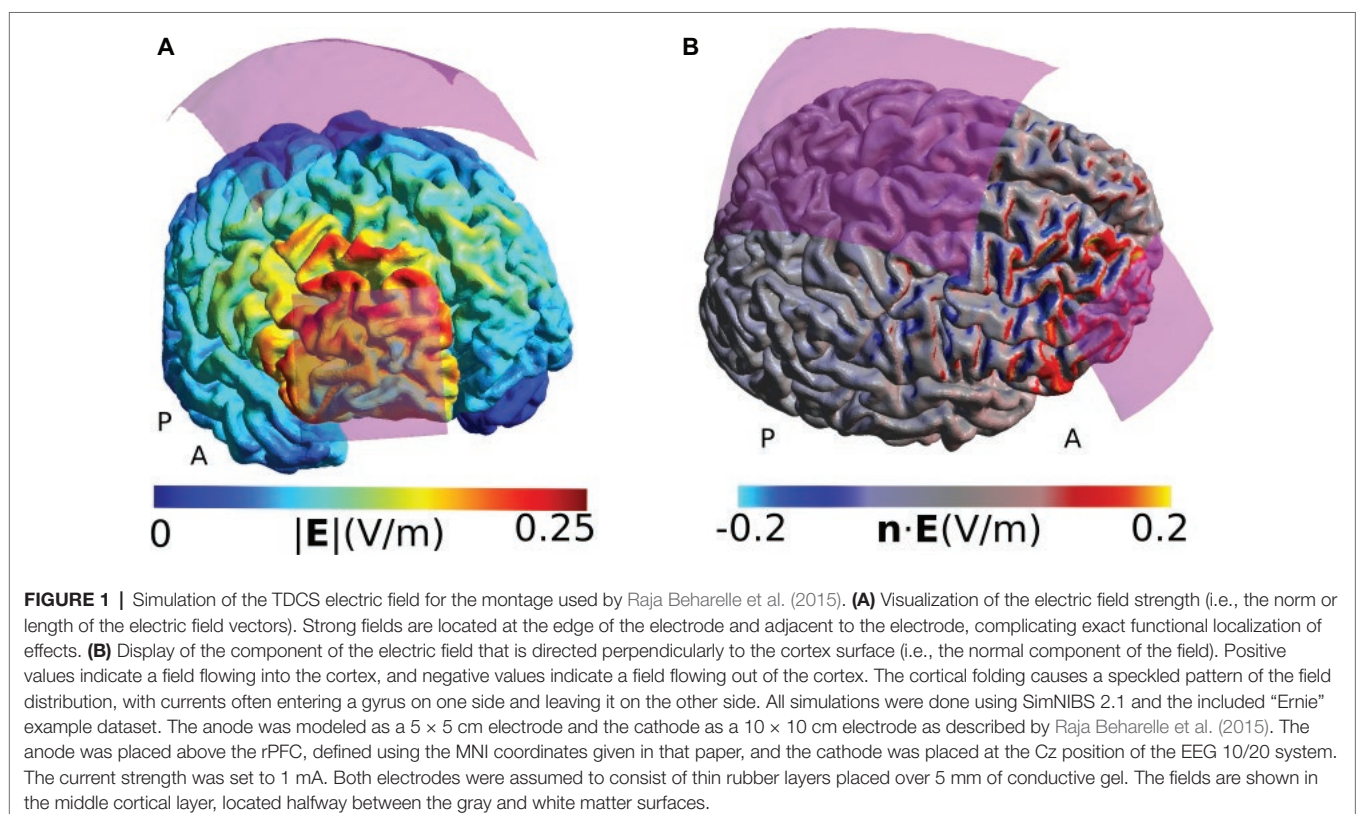 A
B
P
A
P
A
0
|E|(V/m)
0.25
-0.2
n·E(V/m)
0.2
FIGURE 1 | Simulation of the TDCS electric field for the montage used by Raja Beharelle et al. (2015). (A) Visualization of the electric field strength (i.e., the norm or
length of the electric field vectors). Strong fields are located at the edge of the electrode and adjacent to the electrode, complicating exact functional localization of
effects. (B) Display of the component of the electric field that is directed perpendicularly to the cortex surface (i.e., the normal component of the field). Positive
values indicate a field flowing into the cortex, and negative values indicate a field flowing out of the cortex. The cortical folding causes a speckled pattern of the field
distribution, with currents often entering a gyrus on one side and leaving it on the other side. All simulations were done using SimNIBS 2.1 and the included “Ernie”
example dataset. The anode was modeled as a 5 × 5 cm electrode and the cathode as a 10 × 10 cm electrode as described by Raja Beharelle et al. (2015). The
anode was placed above the rPFC, defined using the MNI coordinates given in that paper, and the cathode was placed at the Cz position of the EEG 10/20 system.
The current strength was set to 1 mA. Both electrodes were assumed to consist of thin rubber layers placed over 5 mm of conductive gel. The fields are shown in
the middle cortical layer, located halfway between the gray and white matter surfaces.